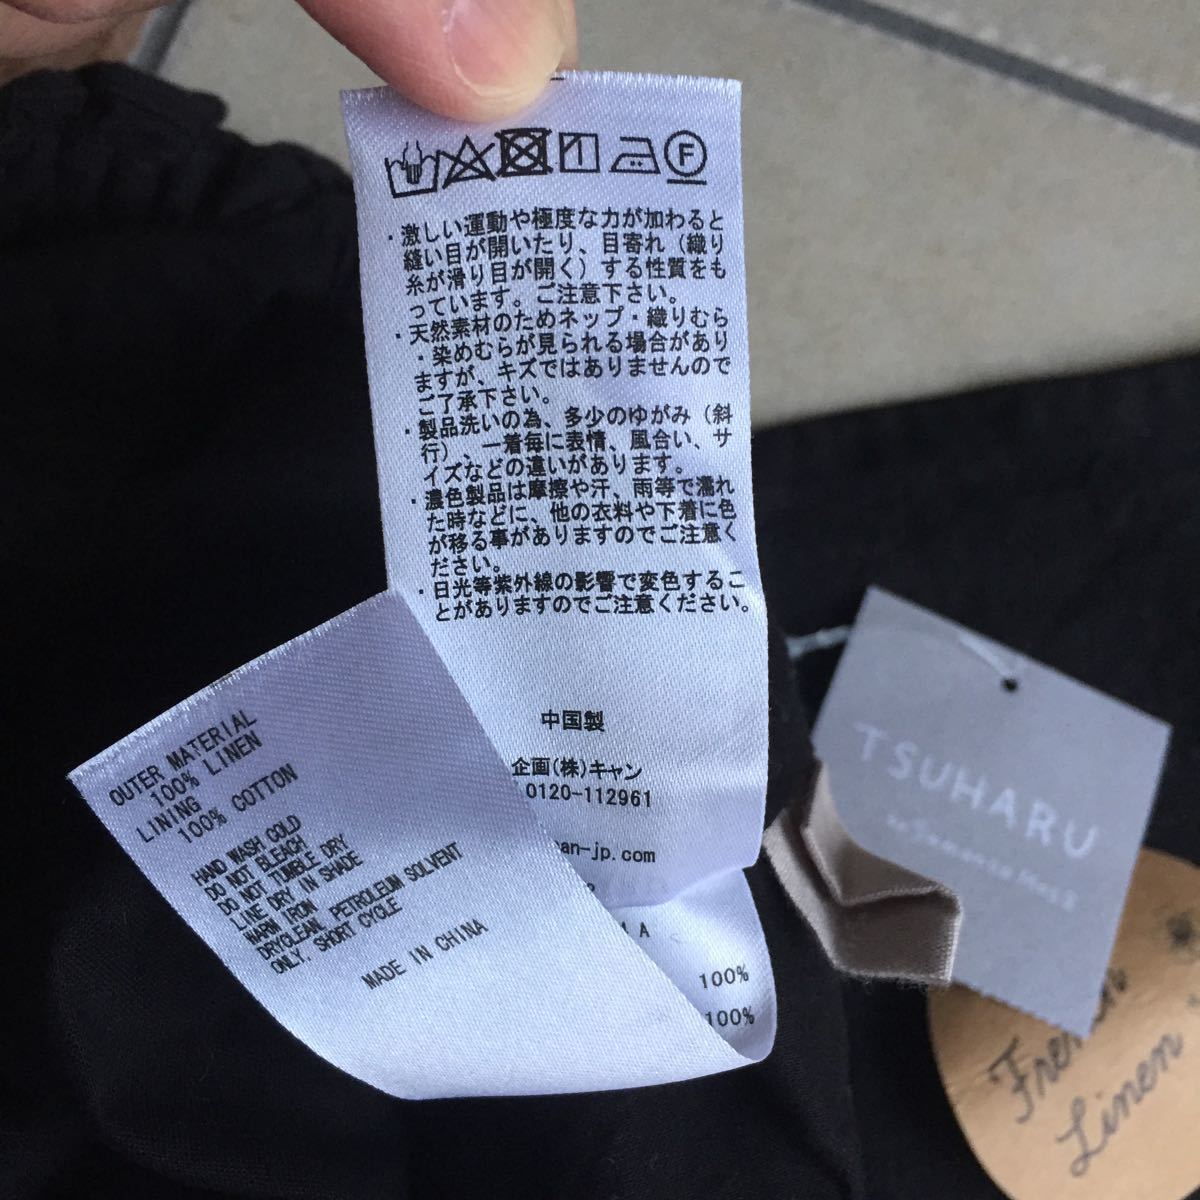 ・激しい運動や極度な力が加わると
縫い目が開いたり、目寄れ(織り
糸が滑り目が開く)する性質をも
っています。ご注意下さい。
・天然素材のためネップ・織りむら
・染めむらが見られる場合があり
ますが、キズではありませんので
ご了承下さい。
・製品洗いの為、多少のゆがみ(斜
行)、一着毎に表情、風合い、サ
イズなどの違いがあります。
・濃色製品は摩擦や汗、雨等で濡れ
た時などに、他の衣料や下着に色
が移る事がありますのでご注意く
ださい。
・日光等紫外線の影響で変色するこ
とがありますのでご注意ください。
中国製
企画(株)キャン
0120-112961
an-jp.com
A
100%
100%
OUTER MATERIAL
100% LINEN
LINING
100% COTTON
HAND WASH COLD
DO NOT BLEACH
DO NOT TUMBLE DRY
LINE DRY IN SHADE
WARM IRON
DRYCLEAN, PETROLEUM SOLVENT
ONLY, SHORT CYCLE
MADE IN CHINA
TSUHARU
by Samansa Mos2
French
Linen